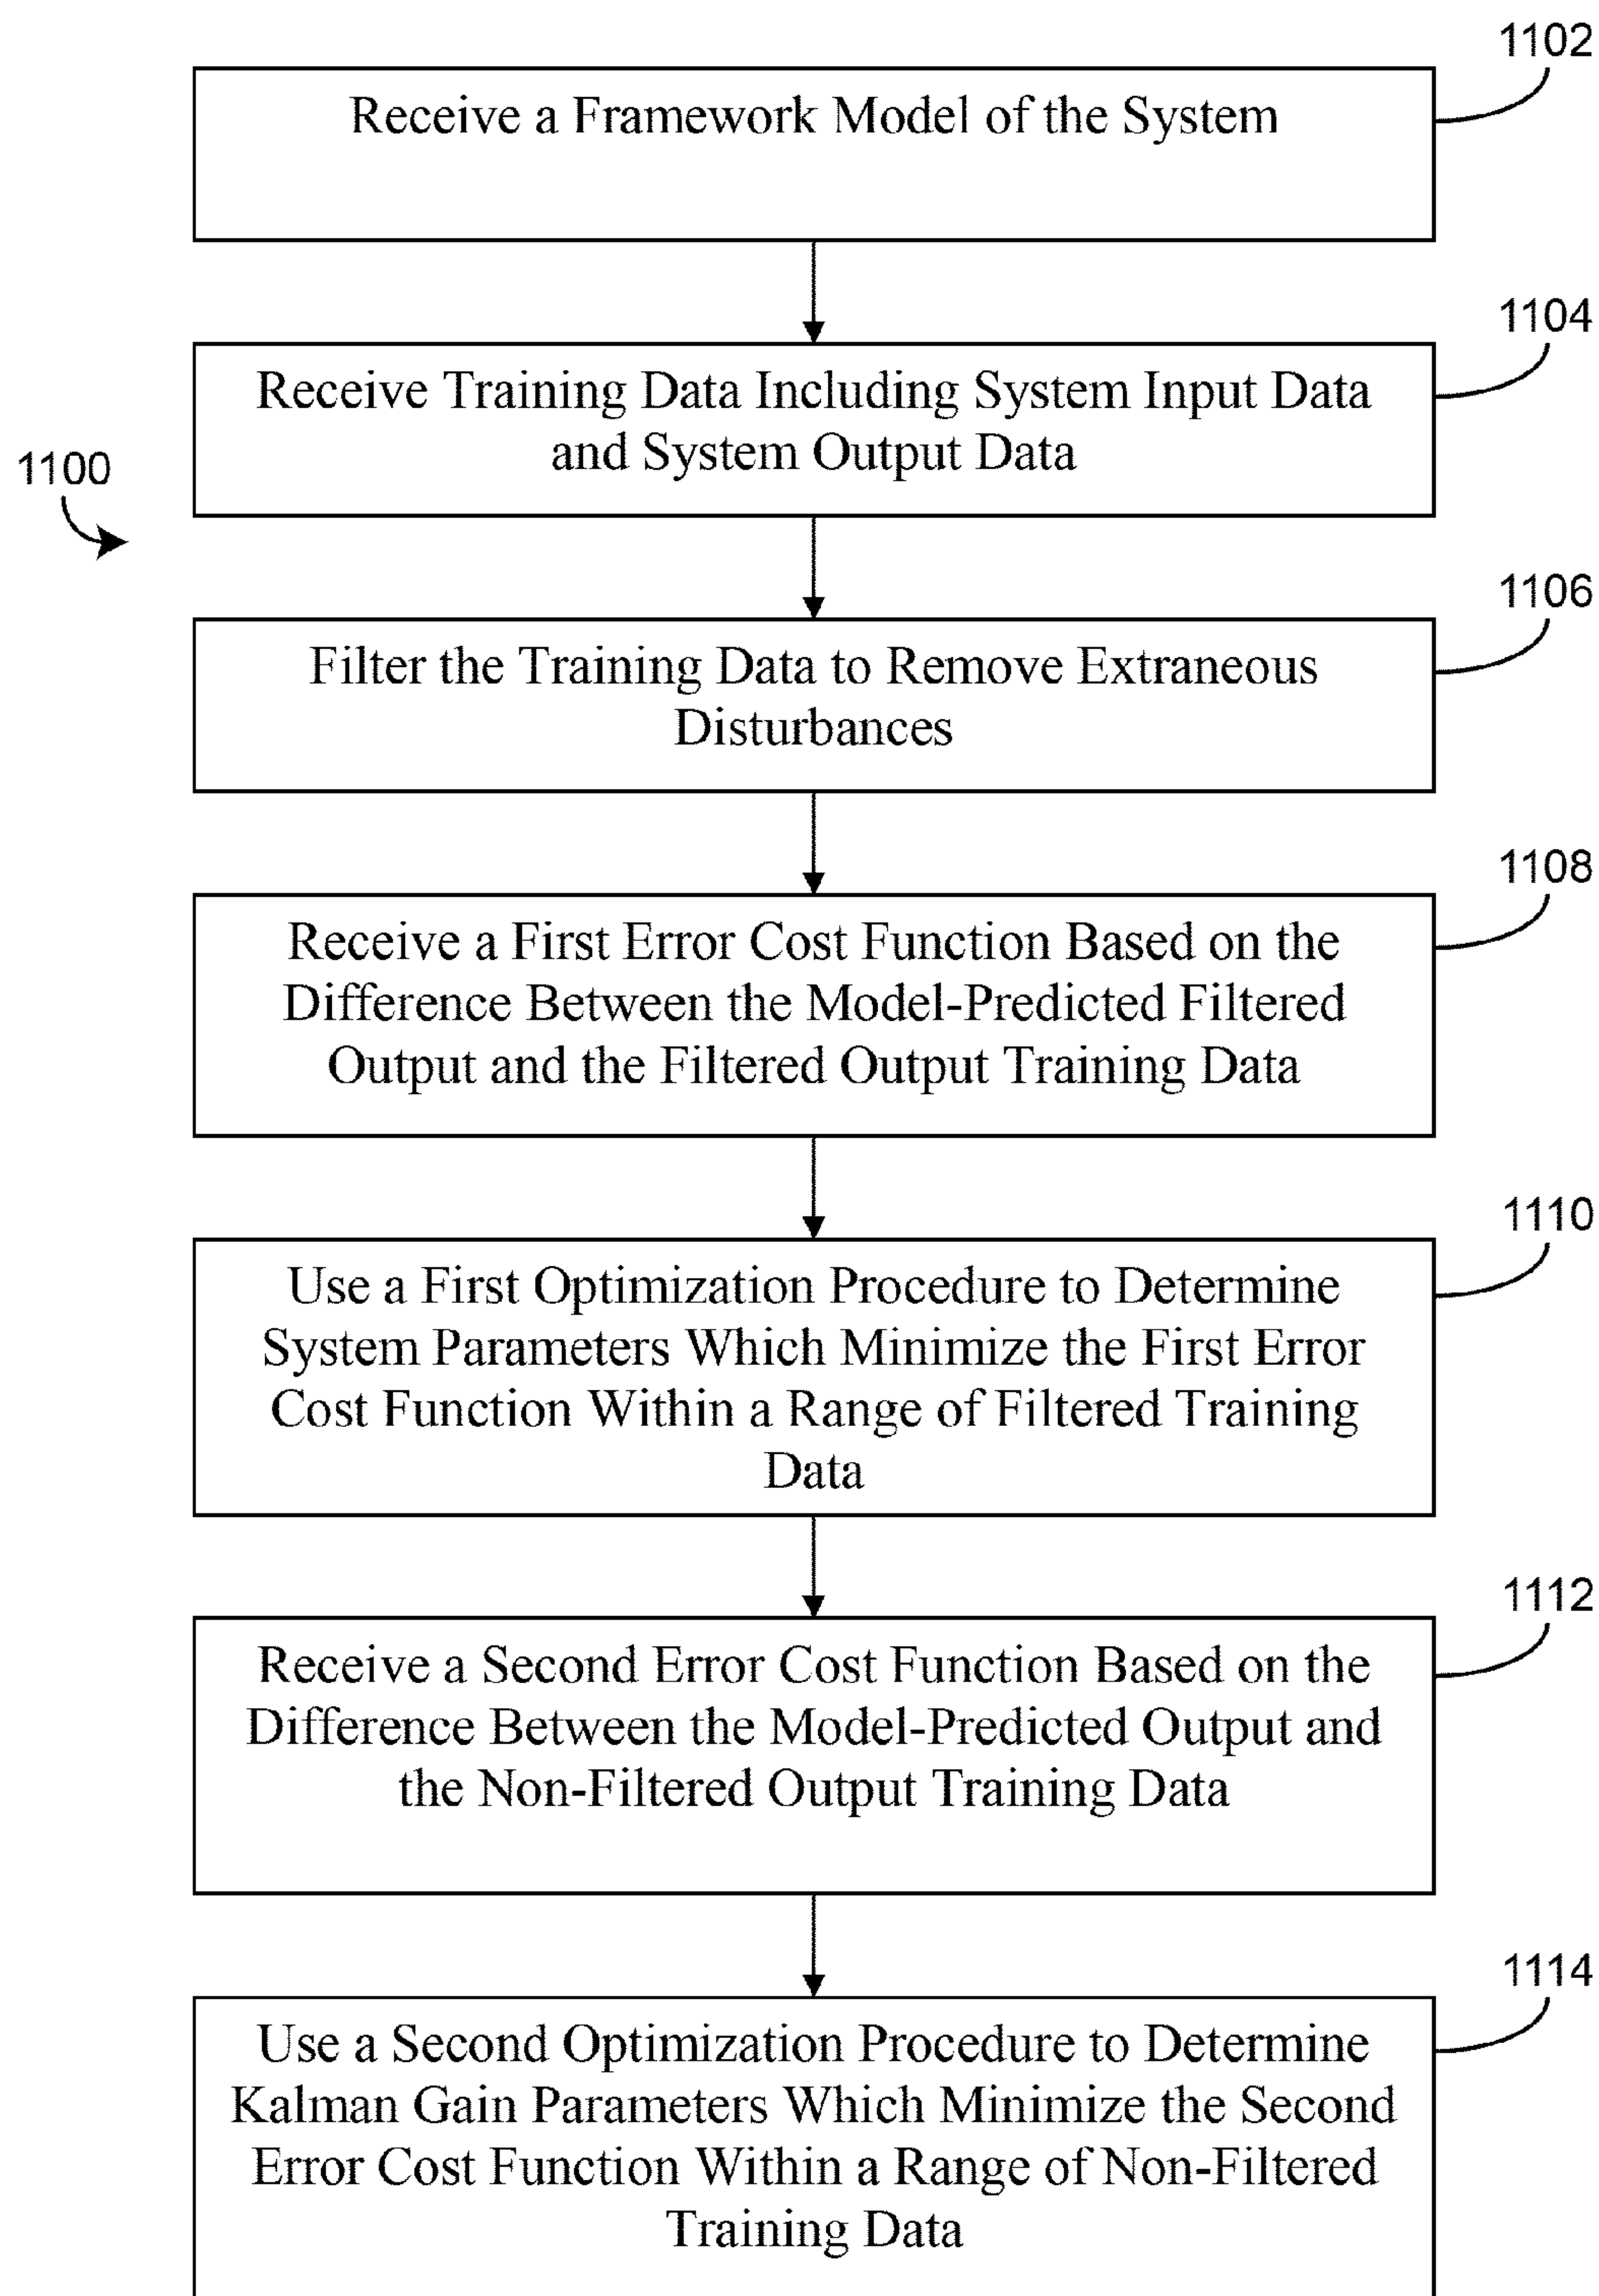 1102
Receive a Framework Model of the System
1104
Receive Training Data Including System Input Data
and System Output Data
1100
1106
Filter the Training Data to Remove Extraneous
Disturbances
1108
Receive a First Error Cost Function Based on the
Difference Between the Model-Predicted Filtered
Output and the Filtered Output Training Data
1110
Use a First Optimization Procedure to Determine
System Parameters Which Minimize the First Error
Cost Function Within a Range of Filtered Training
Data
1112
Receive a Second Error Cost Function Based on the
Difference Between the Model-Predicted Output and
the Non-Filtered Output Training Data
1114
Use a Second Optimization Procedure to Determine
Kalman Gain Parameters Which Minimize the Second
Error Cost Function Within a Range of Non-Filtered
Training Data